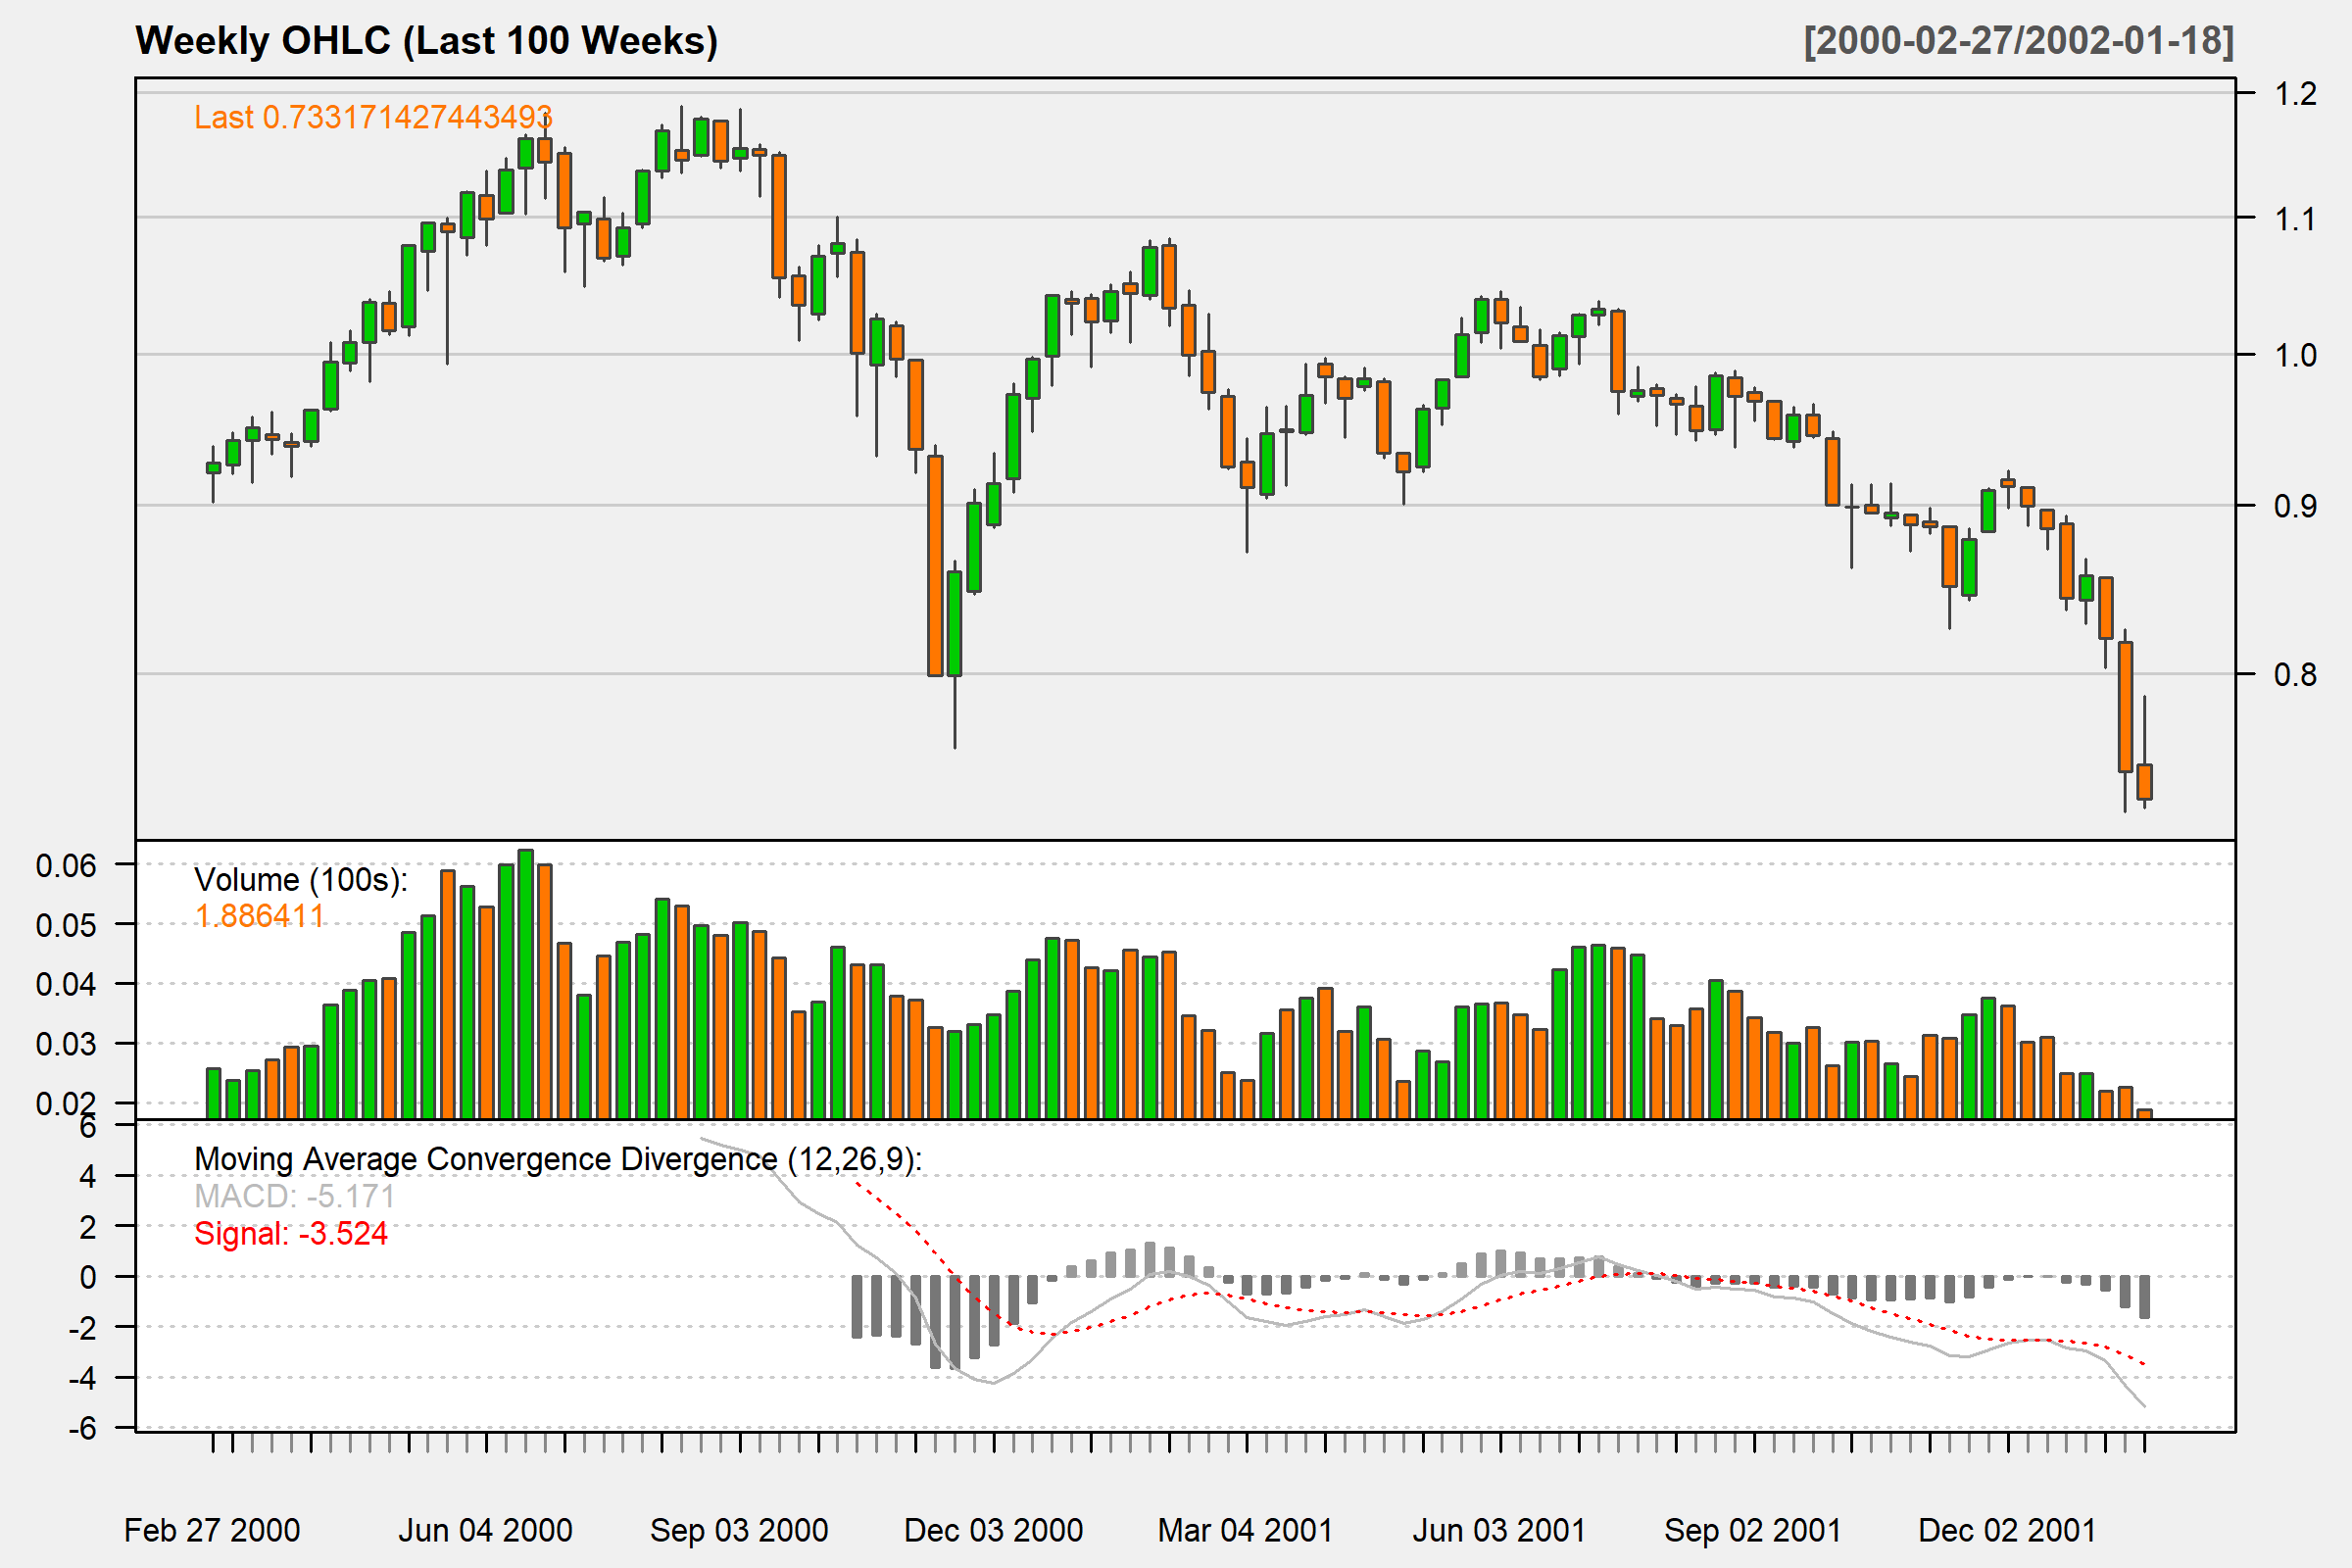 Weekly OHLC (Last 100 Weeks)
[2000-02-27/2002-01-18]
Last 0.733171427443493
1.2
1.1
1.0
0.9
0.8
Volume (100s):
1.886411
0.06
0.05
0.04
0.03
0.02
Moving Average Convergence Divergence (12,26,9):
MACD: -5.171
Signal: -3.524
6
4
2
0
-2
-4
-6
Feb 27 2000
Jun 04 2000
Sep 03 2000
Dec 03 2000
Mar 04 2001
Jun 03 2001
Sep 02 2001
Dec 02 2001